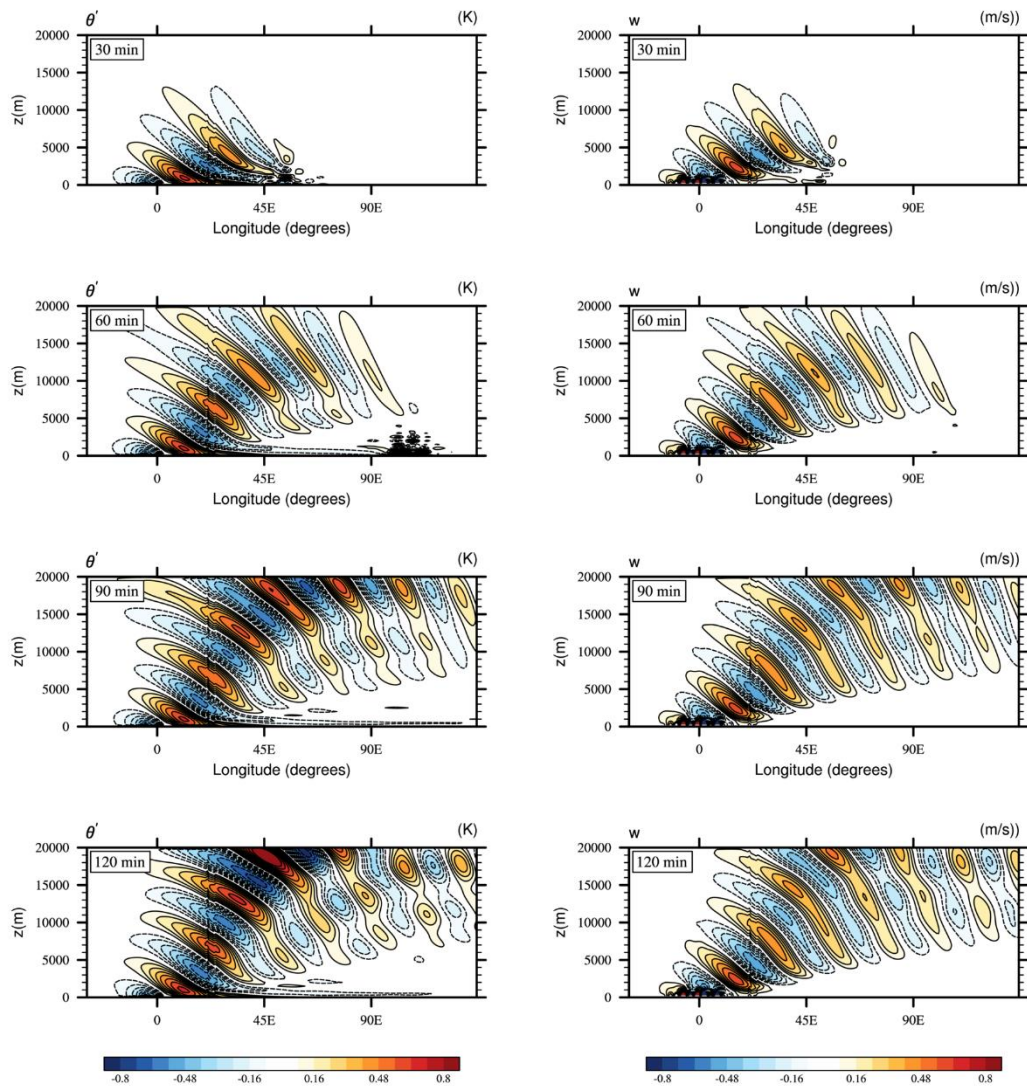 θ′ (K) w (m/s))
20000 30 min 20000 30 min
15000 15000
10000 10000
5000 5000
0 0
z(m) z(m)
0 45E 90E 0 45E 90E
Longitude (degrees) Longitude (degrees)
θ′ (K) w (m/s))
20000 60 min 20000 60 min
15000 15000
10000 10000
5000 5000
0 0
z(m) z(m)
0 45E 90E 0 45E 90E
Longitude (degrees) Longitude (degrees)
θ′ (K) w (m/s))
20000 90 min 20000 90 min
15000 15000
10000 10000
5000 5000
0 0
z(m) z(m)
0 45E 90E 0 45E 90E
Longitude (degrees) Longitude (degrees)
θ′ (K) w (m/s))
20000 120 min 20000 120 min
15000 15000
10000 10000
5000 5000
0 0
z(m) z(m)
0 45E 90E 0 45E 90E
-0.8 -0.48 -0.16 0.16 0.48 0.8 -0.8 -0.48 -0.16 0.16 0.48 0.8